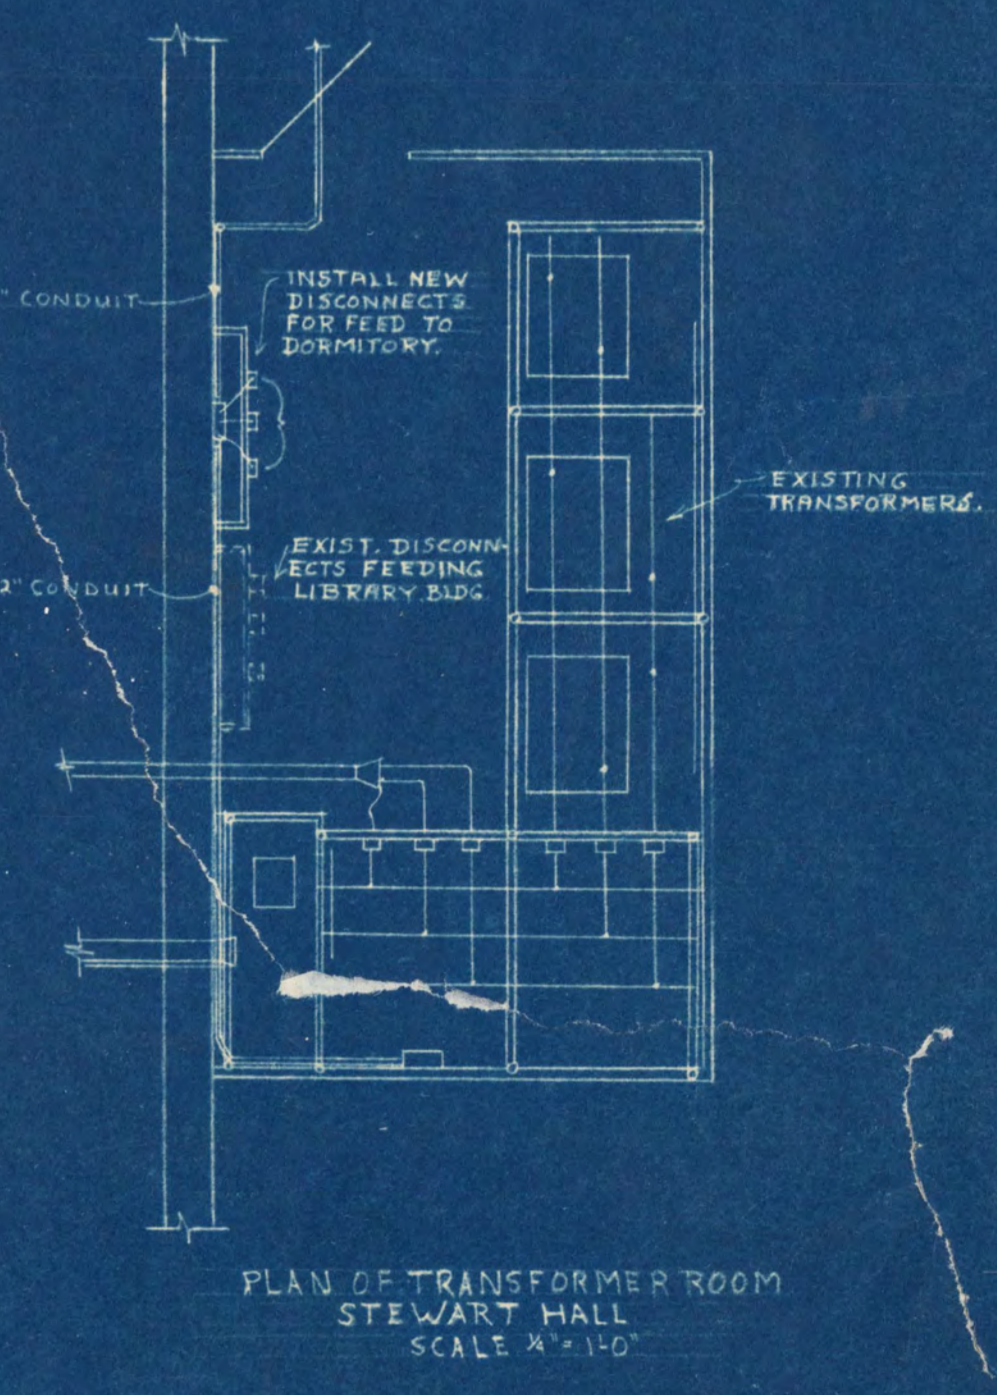 INSTALL NEW
DISCONNECTS
FOR FEED TO
DORMITORY.
" CONDUIT
EXISTING
TRANSFORMERS.
EXIST. DISCONN-
ECTS FEEDING
LIBRARY BLDG
2" CONDUIT
PLAN OF TRANSFORMER ROOM
STEWART HALL
SCALE ¼" = 1'-0"